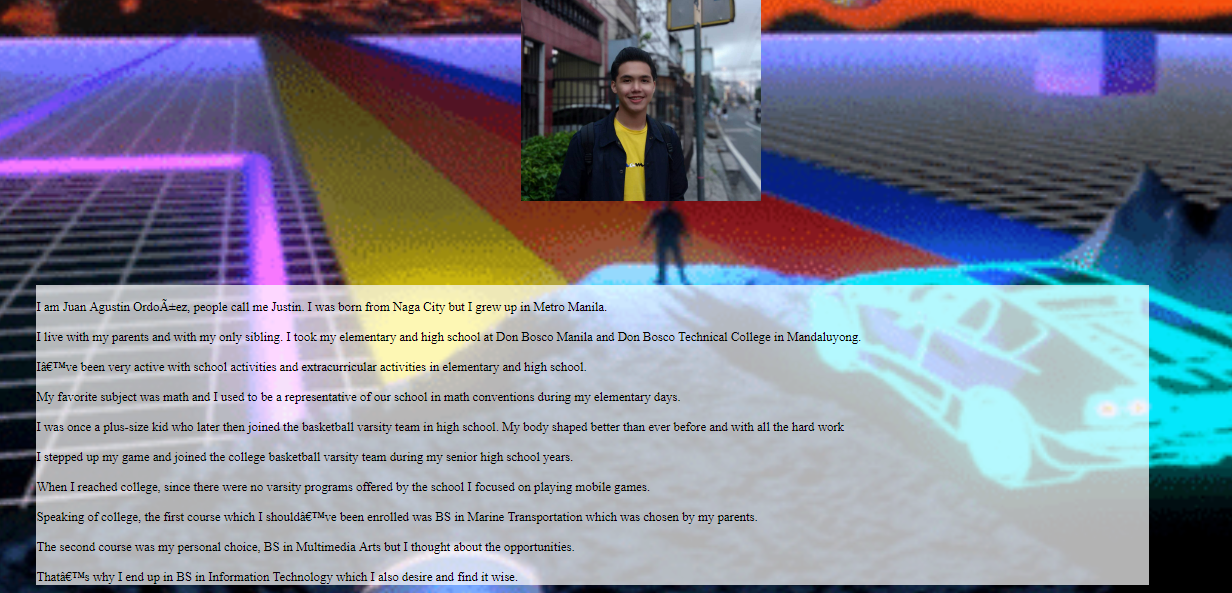 I am Juan Agustin OrdoÃ±ez, people call me Justin. I was born from Naga City but I grew up in Metro Manila.
I live with my parents and with my only sibling. I took my elementary and high school at Don Bosco Manila and Don Bosco Technical College in Mandaluyong.
Iâ€™ve been very active with school activities and extracurricular activities in elementary and high school.
My favorite subject was math and I used to be a representative of our school in math conventions during my elementary days.
I was once a plus-size kid who later then joined the basketball varsity team in high school. My body shaped better than ever before and with all the hard work
I stepped up my game and joined the college basketball varsity team during my senior high school years.
When I reached college, since there were no varsity programs offered by the school I focused on playing mobile games.
Speaking of college, the first course which I shouldâ€™ve been enrolled was BS in Marine Transportation which was chosen by my parents.
The second course was my personal choice, BS in Multimedia Arts but I thought about the opportunities.
Thatâ€™s why I end up in BS in Information Technology which I also desire and find it wise.